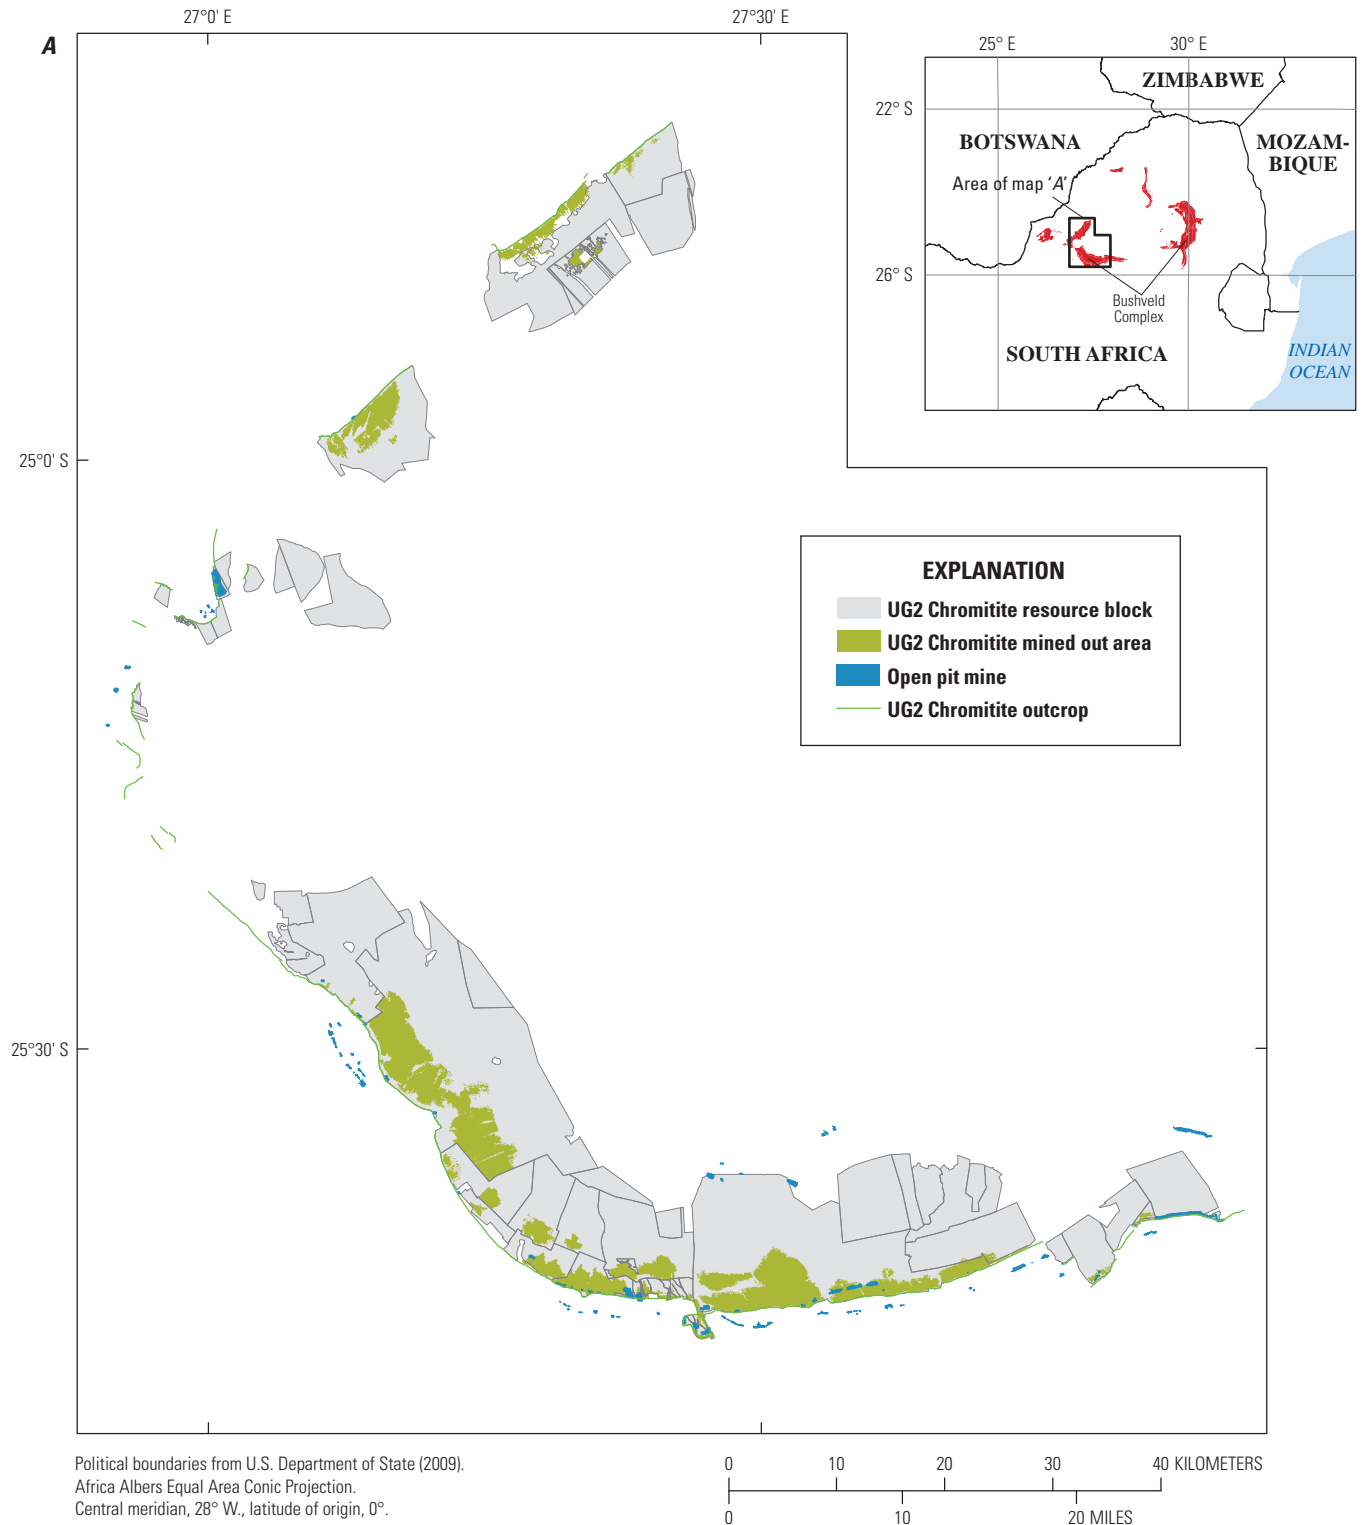 27°0' E
27°30' E
A
25° E
30° E
ZIMBABWE
22° S
BOTSWANA
MOZAM-
BIQUE
Area of map ‘A’
26° S
Bushveld
Complex
SOUTH AFRICA
INDIAN
OCEAN
25°0' S
EXPLANATION
UG2 Chromitite resource block
UG2 Chromitite mined out area
Open pit mine
UG2 Chromitite outcrop
25°30' S
Political boundaries from U.S. Department of State (2009).
Africa Albers Equal Area Conic Projection.
Central meridian, 28° W., latitude of origin, 0°.
0 10 20 30 40 KILOMETERS
0 10 20 MILES